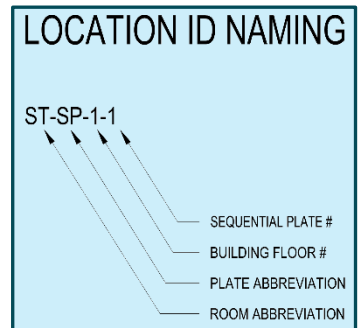 LOCATION ID NAMING
ST-SP-1-1
SEQUENTIAL PLATE #
BUILDING FLOOR #
PLATE ABBREVIATION
ROOM ABBREVIATION